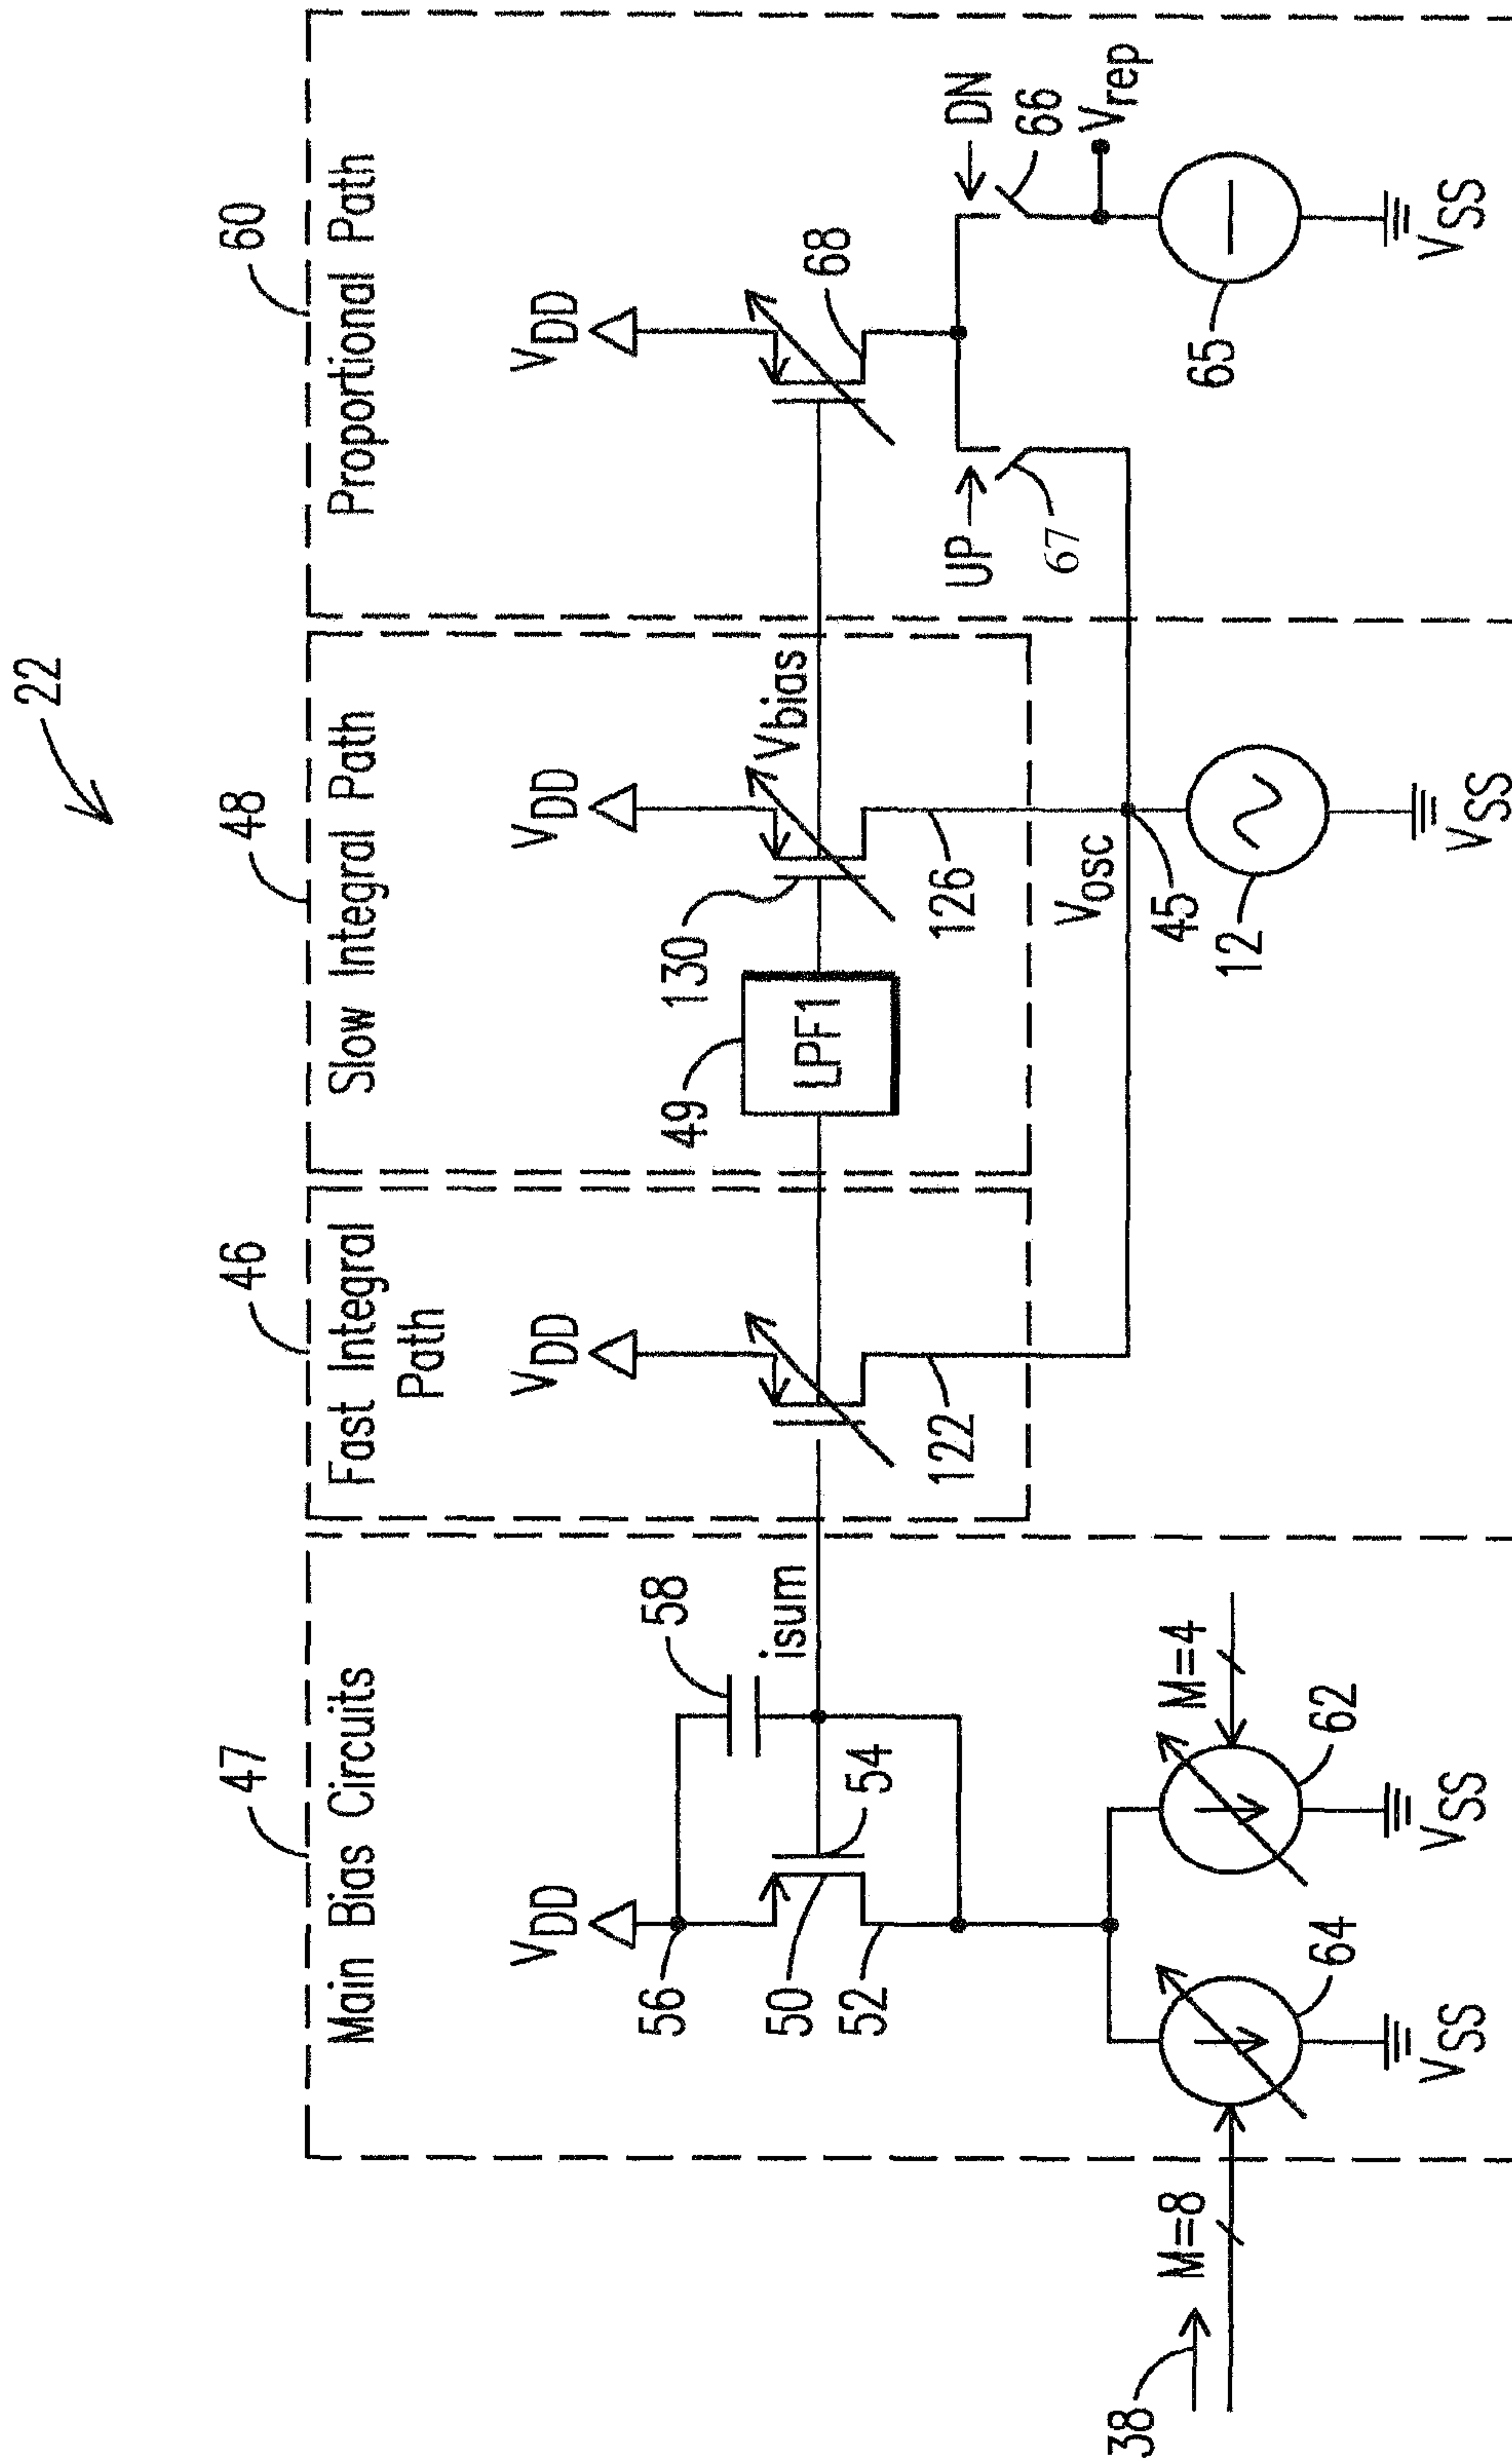 22
47
Main Bias Circuits
46
Fast Integral
Path
48
Slow Integral Path
60
Proportional Path
VDD
VDD
VDD
VDD
56
58
50
52
54
isum
49
LPF1
130
Vbias
68
122
126
UP
67
DN
66
Vrep
Vosc
45
12
VSS
65
VSS
38
M=8
64
VSS
M=4
62
VSS